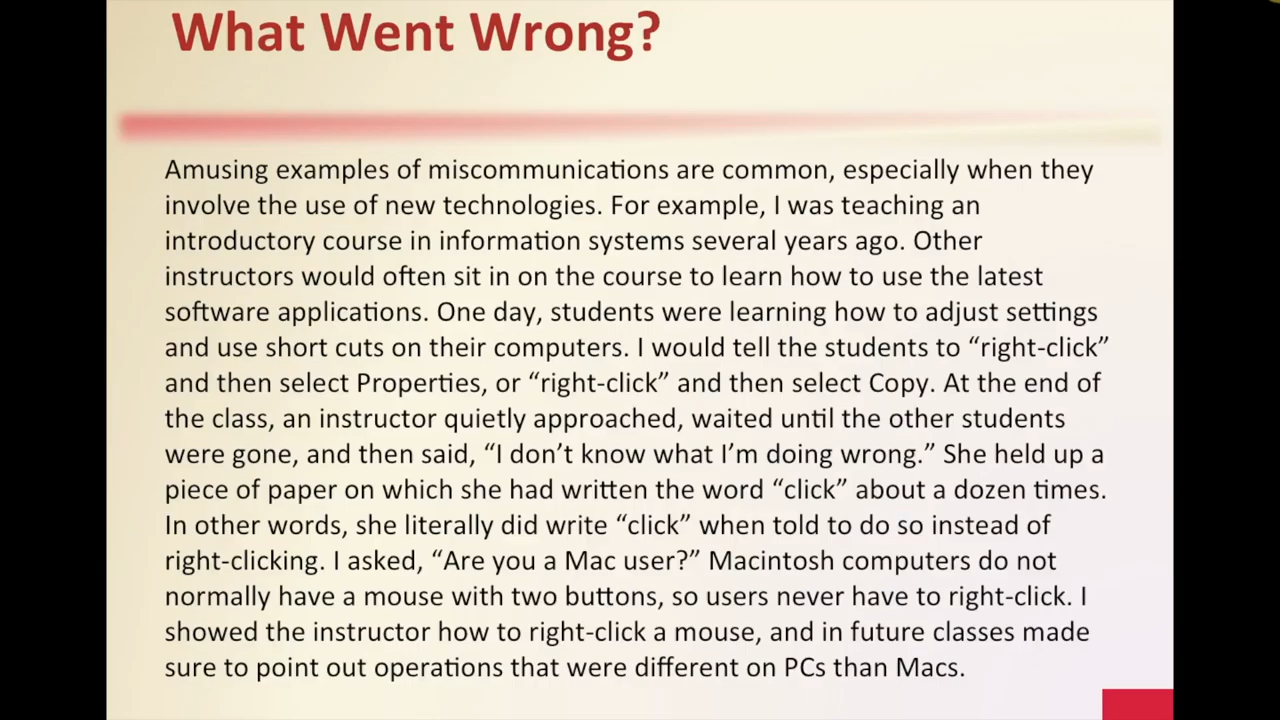 What Went Wrong?
Amusing examples of miscommunications are common, especially when they
involve the use of new technologies. For example, I was teaching an
introductory course in information systems several years ago. Other
instructors would often sit in on the course to learn how to use the latest
software applications. One day, students were learning how to adjust settings
and use short cuts on their computers. I would tell the students to “right-click”
and then select Properties, or “right-click” and then select Copy. At the end of
the class, an instructor quietly approached, waited until the other students
were gone, and then said, “I don’t know what I’m doing wrong.” She held up a
piece of paper on which she had written the word “click” about a dozen times.
In other words, she literally did write “click” when told to do so instead of
right-clicking. I asked, “Are you a Mac user?” Macintosh computers do not
normally have a mouse with two buttons, so users never have to right-click. I
showed the instructor how to right-click a mouse, and in future classes made
sure to point out operations that were different on PCs than Macs.